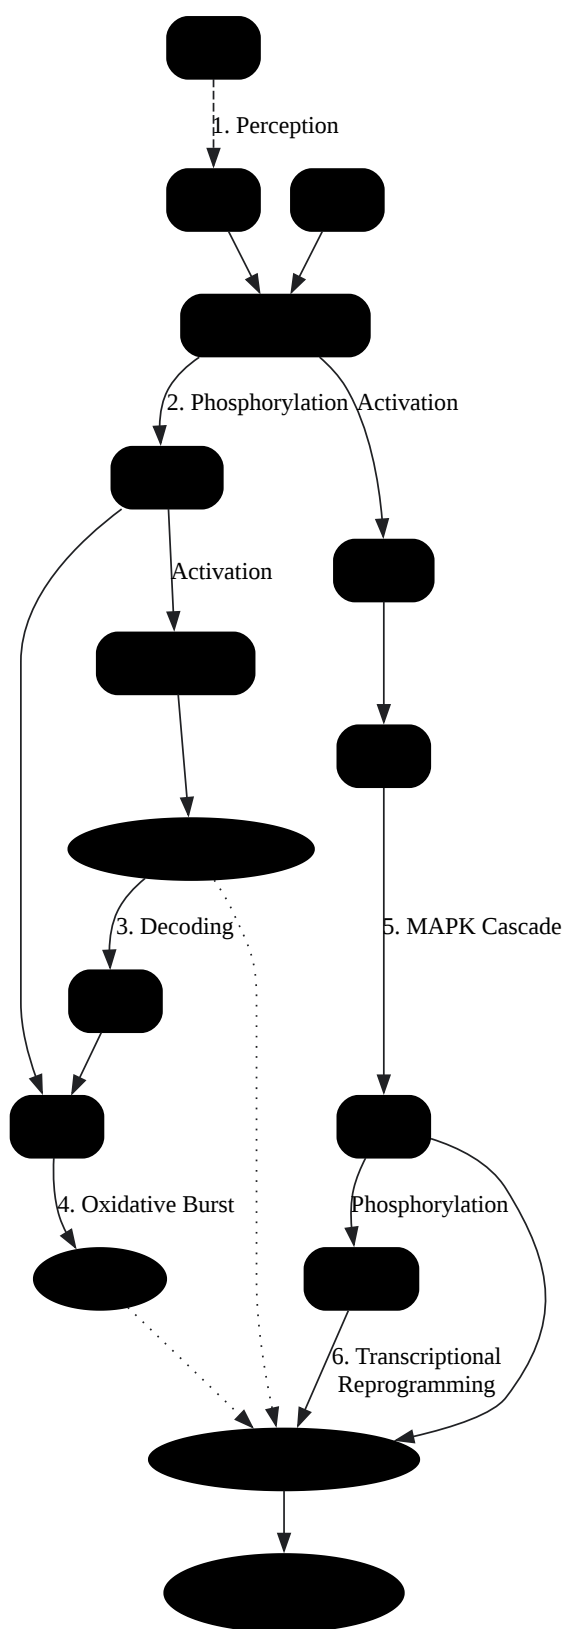 1. Perception
2. Phosphorylation
Activation
Activation
3. Decoding
5. MAPK Cascade
4. Oxidative Burst
Phosphorylation
6. Transcriptional
Reprogramming